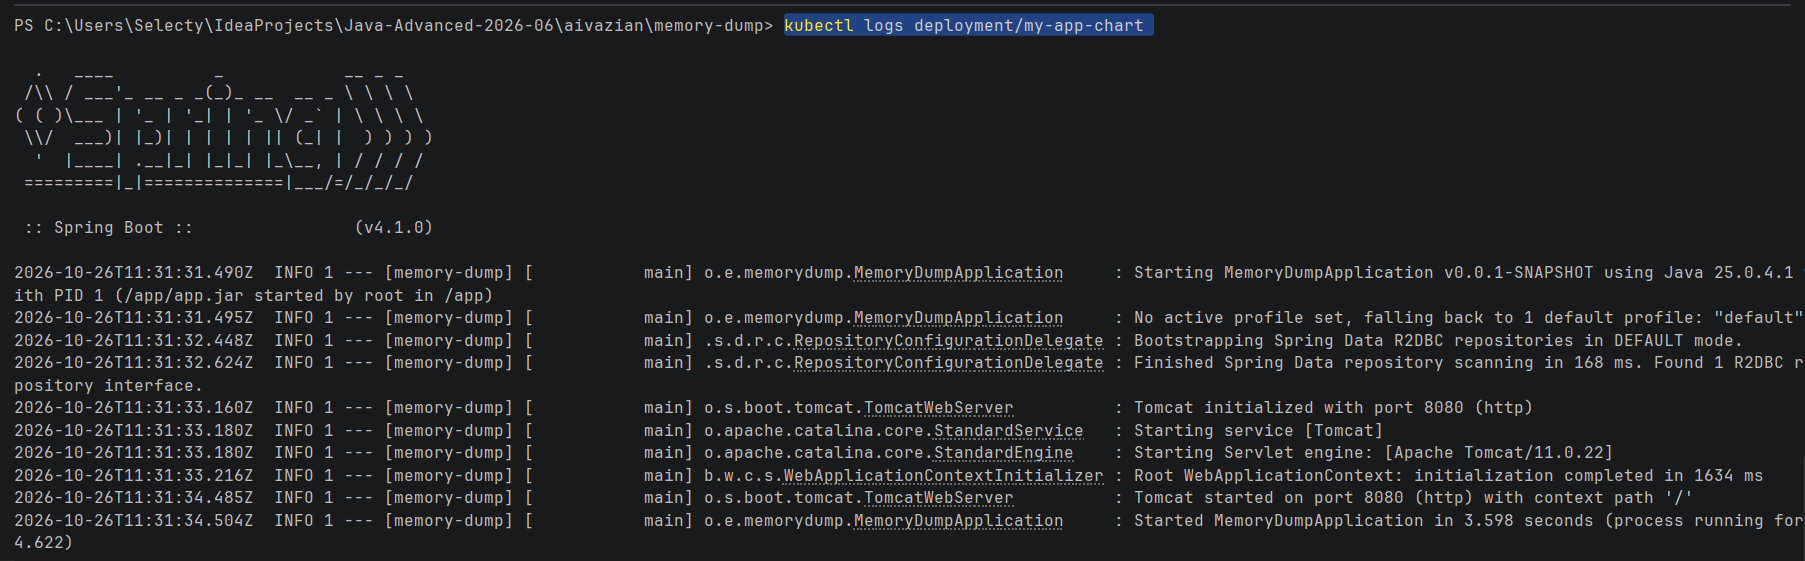 PS C:\Users\Selecty\IdeaProjects\Java-Advanced-2026-06\aivazian\memory-dump> kubectl logs deployment/my-app-chart

  .   ____          _            __ _ _
 /\\ / ___'_ __ _ _(_)_ __  __ _ \ \ \ \
( ( )\___ | '_ | '_| | '_ \/ _` | \ \ \ \
 \\/  ___)| |_)| | | | | || (_| |  ) ) ) )
  '  |____| .__|_| |_|_| |_\__, | / / / /
 =========|_|==============|___/=/_/_/_/

 :: Spring Boot ::                (v4.1.0)

2026-10-26T11:31:31.490Z  INFO 1 --- [memory-dump] [           main] o.e.memorydump.MemoryDumpApplication     : Starting MemoryDumpApplication v0.0.1-SNAPSHOT using Java 25.0.4.1
ith PID 1 (/app/app.jar started by root in /app)
2026-10-26T11:31:31.495Z  INFO 1 --- [memory-dump] [           main] o.e.memorydump.MemoryDumpApplication     : No active profile set, falling back to 1 default profile: "default"
2026-10-26T11:31:32.448Z  INFO 1 --- [memory-dump] [           main] .s.d.r.c.RepositoryConfigurationDelegate : Bootstrapping Spring Data R2DBC repositories in DEFAULT mode.
2026-10-26T11:31:32.624Z  INFO 1 --- [memory-dump] [           main] .s.d.r.c.RepositoryConfigurationDelegate : Finished Spring Data repository scanning in 168 ms. Found 1 R2DBC r
pository interface.
2026-10-26T11:31:33.160Z  INFO 1 --- [memory-dump] [           main] o.s.boot.tomcat.TomcatWebServer          : Tomcat initialized with port 8080 (http)
2026-10-26T11:31:33.180Z  INFO 1 --- [memory-dump] [           main] o.apache.catalina.core.StandardService   : Starting service [Tomcat]
2026-10-26T11:31:33.180Z  INFO 1 --- [memory-dump] [           main] o.apache.catalina.core.StandardEngine    : Starting Servlet engine: [Apache Tomcat/11.0.22]
2026-10-26T11:31:33.216Z  INFO 1 --- [memory-dump] [           main] b.w.c.s.WebApplicationContextInitializer : Root WebApplicationContext: initialization completed in 1634 ms
2026-10-26T11:31:34.485Z  INFO 1 --- [memory-dump] [           main] o.s.boot.tomcat.TomcatWebServer          : Tomcat started on port 8080 (http) with context path '/'
2026-10-26T11:31:34.504Z  INFO 1 --- [memory-dump] [           main] o.e.memorydump.MemoryDumpApplication     : Started MemoryDumpApplication in 3.598 seconds (process running for
4.622)